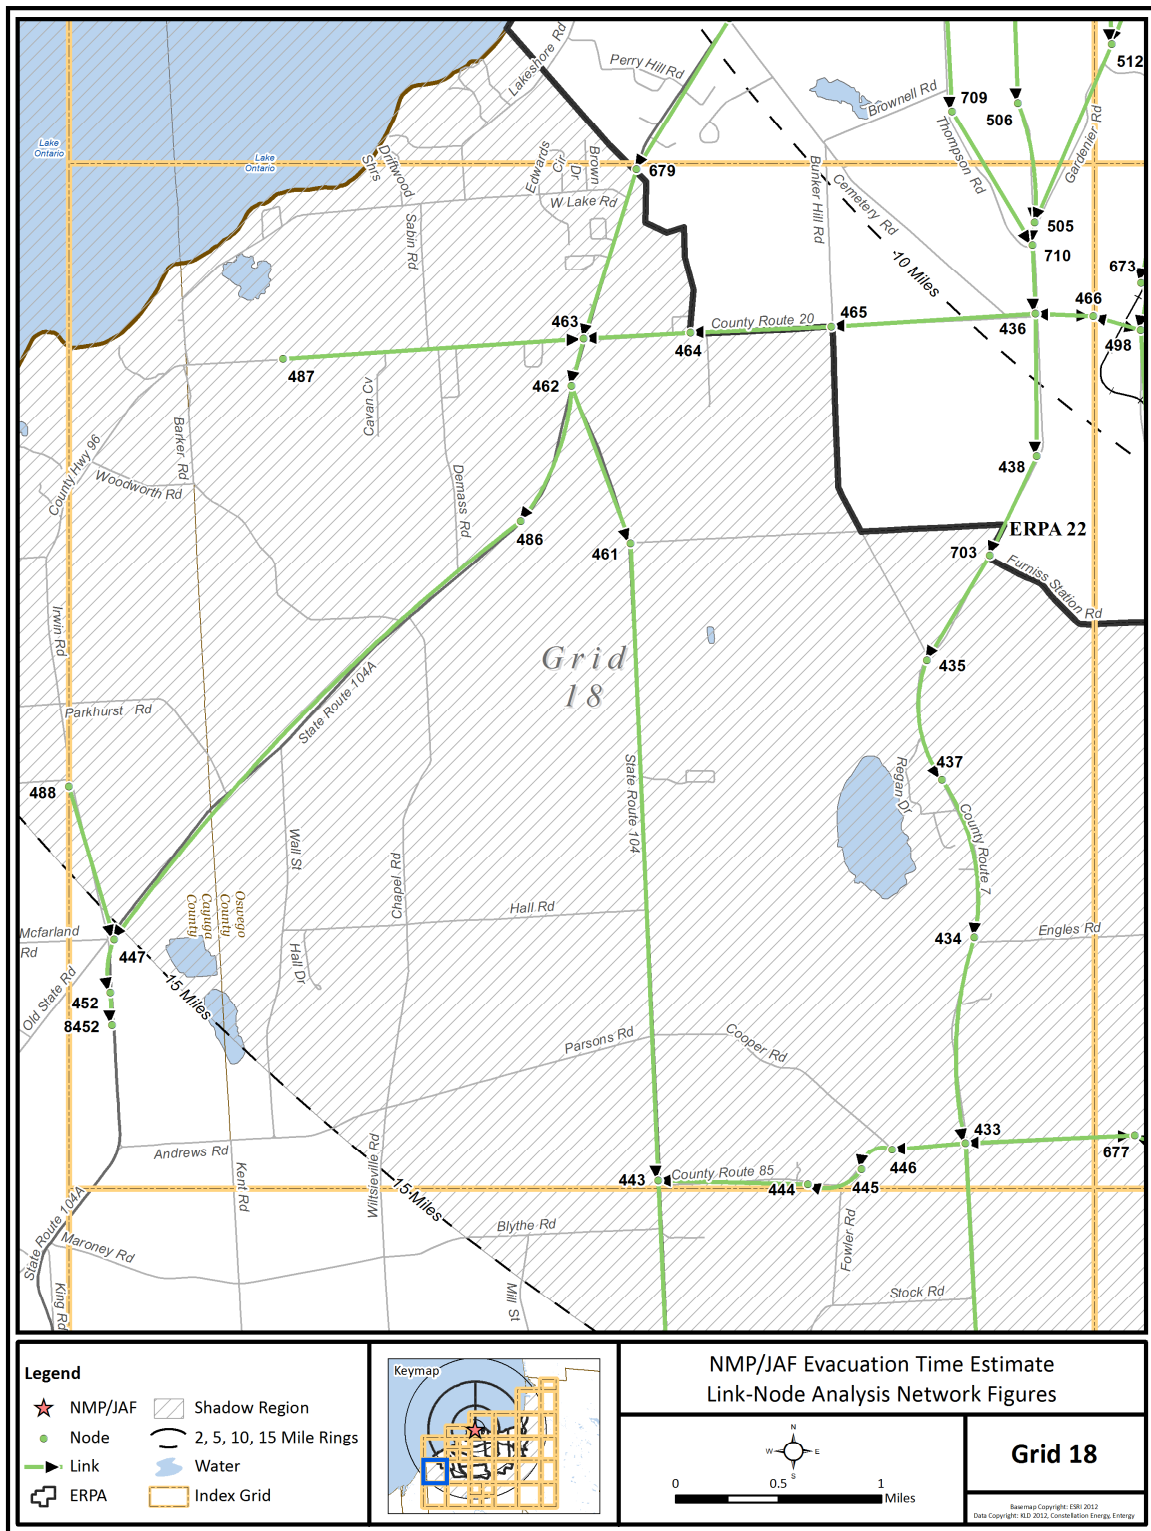 Lakeshore Rd
Perry Hill Rd
512
Brownell Rd
709
506
Thompson Rd
Gardenier Rd
Lake
Ontario
Lake
Ontario
Driftwood
Shrs
Edwards
Cir
Brown
Dr
679
W Lake Rd
Bunker Hill Rd
Cemetery Rd
505
710
Sabin Rd
10 Miles
673
466
463
County Route 20
465
436
464
498
487
462
Cavan Cv
Barker Rd
County Hwy 96
Woodworth Rd
Demass Rd
438
486
461
ERPA 22
703
Furniss Station Rd
Irwin Rd
Grid
18
435
State Route 104A
Parkhurst Rd
State Route 104
437
Regan Dr
488
County Route 7
Wall St
Chapel Rd
Oswego
County
Cayuga
County
Hall Rd
Mcfarland
Rd
447
434
Engles Rd
Hall Dr
Old State Rd
452
15 Miles
8452
Parsons Rd
Cooper Rd
433
446
677
Andrews Rd
Wiltsieville Rd
Kent Rd
443
County Route 85
444
445
15 Miles
State Route 104A
Blythe Rd
Fowler Rd
Maroney Rd
King Rd
Mill St
Stock Rd
Legend
NMP/JAF
Shadow Region
Node
2, 5, 10, 15 Mile Rings
Link
Water
ERPA
Index Grid
Keymap
NMP/JAF Evacuation Time Estimate
Link-Node Analysis Network Figures
N
W
E
S
0
0.5
1
Miles
Grid 18
Basemap Copyright: ESRI 2012
Data Copyright: KLD 2012, Constellation Energy, Entergy